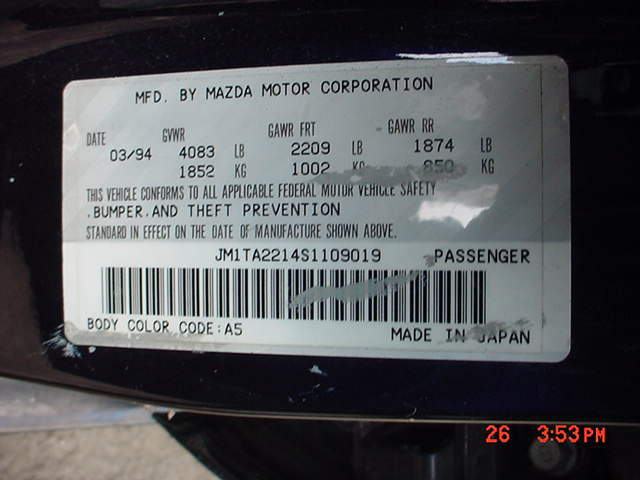 MFD. BY MAZDA MOTOR CORPORATION
DATE GVWR GAWR FRT GAWR RR
03/94 4083 LB 2209 LB 1874 LB
1852 KG 1002 KG 850 KG
THIS VEHICLE CONFORMS TO ALL APPLICABLE FEDERAL MOTOR VEHICLE SAFETY
,BUMPER,AND THEFT PREVENTION
STANDARD IN EFFECT ON THE DATE OF MANUFACTURE SHOWN ABOVE.
JM1TA2214S1109019 PASSENGER
BODY COLOR CODE:A5 MADE IN JAPAN
26 3:53PM